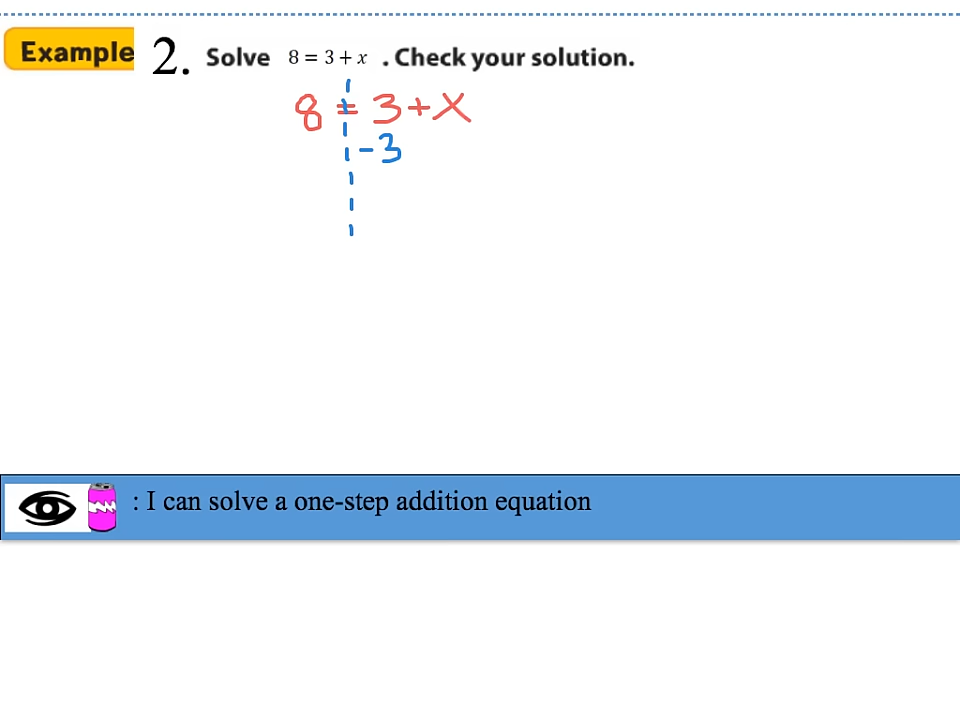 Example 2. Solve 8 = 3 + x . Check your solution.
8 = 3 + X
- 3
: I can solve a one-step addition equation